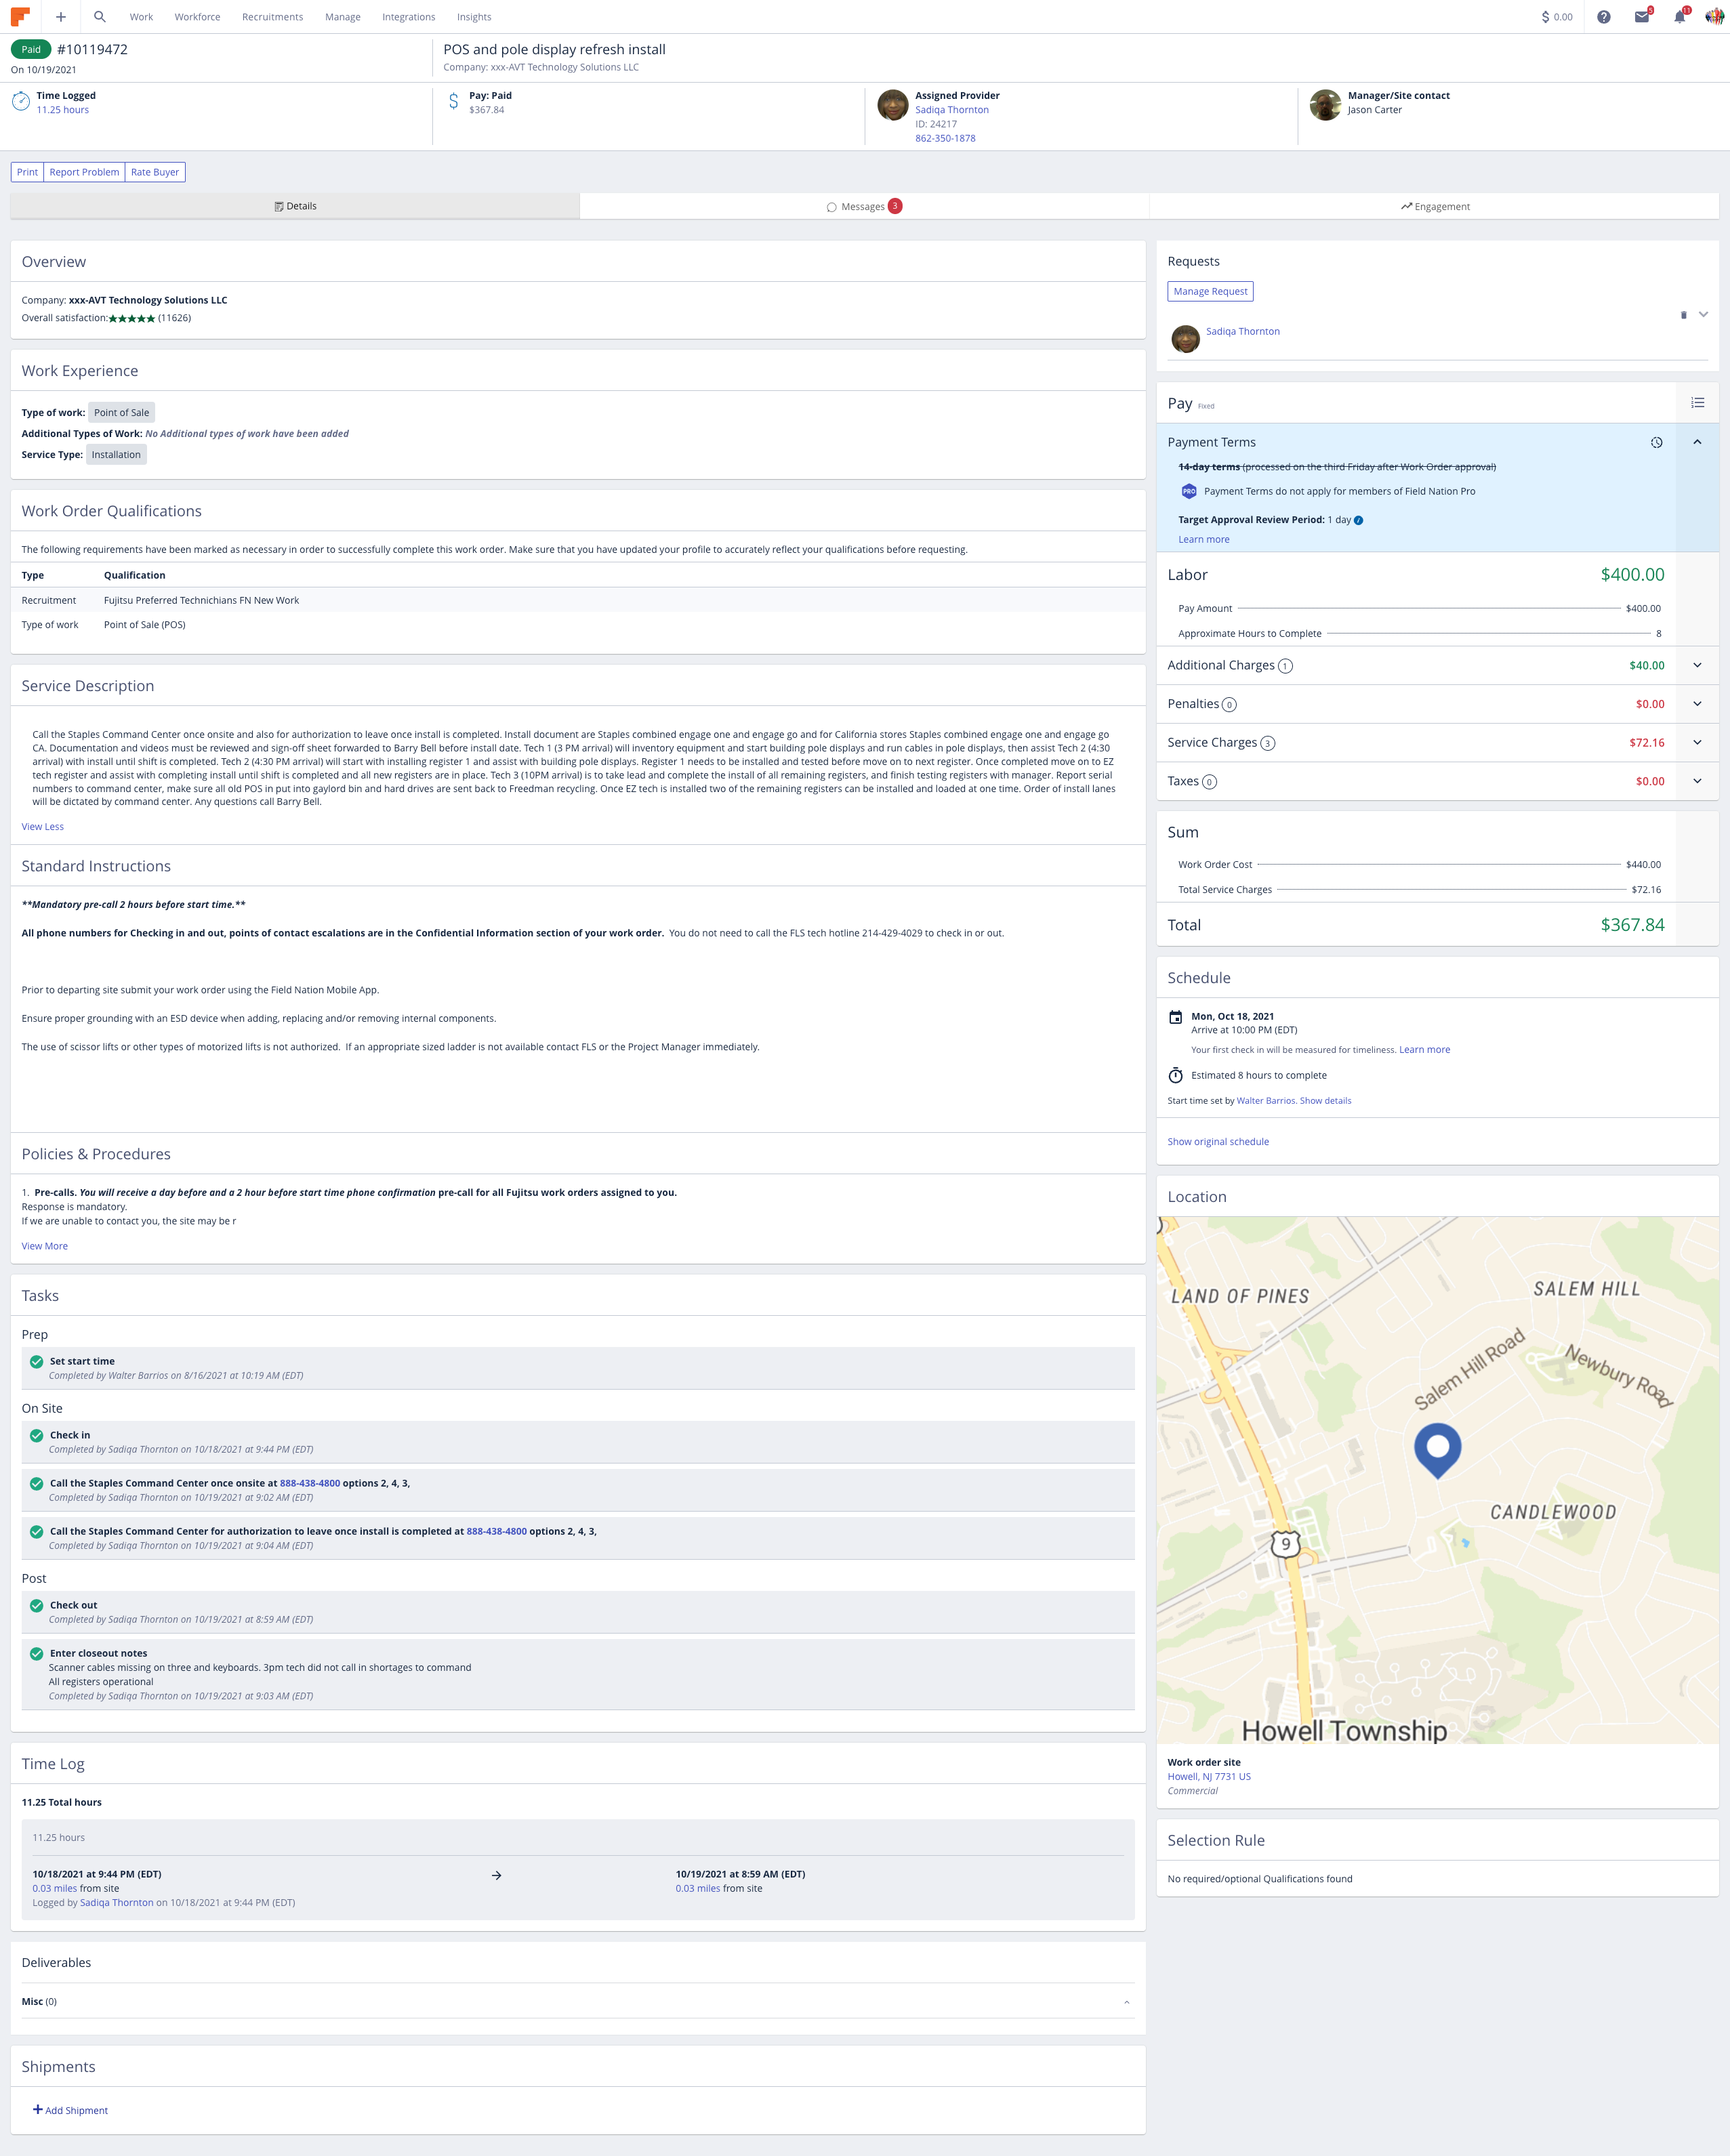 Work Workforce Recruitments Manage Integrations Insights
$ 0.00
5
11
Paid #10119472
On 10/19/2021
POS and pole display refresh install
Company: xxx-AVT Technology Solutions LLC
Time Logged
11.25 hours
Pay: Paid
$367.84
Assigned Provider
Sadiqa Thornton
ID: 24217
862-350-1878
Manager/Site contact
Jason Carter
Print Report Problem Rate Buyer
Details
Messages 3
Engagement
Overview
Company: xxx-AVT Technology Solutions LLC
Overall satisfaction:★★★★★ (11626)
Work Experience
Type of work: Point of Sale
Additional Types of Work: No Additional types of work have been added
Service Type: Installation
Work Order Qualifications
The following requirements have been marked as necessary in order to successfully complete this work order. Make sure that you have updated your profile to accurately reflect your qualifications before requesting.
Type Qualification
Recruitment Fujitsu Preferred Technichians FN New Work
Type of work Point of Sale (POS)
Service Description
Call the Staples Command Center once onsite and also for authorization to leave once install is completed. Install document are Staples combined engage one and engage go and for California stores Staples combined engage one and engage go
CA. Documentation and videos must be reviewed and sign-off sheet forwarded to Barry Bell before install date. Tech 1 (3 PM arrival) will inventory equipment and start building pole displays and run cables in pole displays, then assist Tech 2 (4:30
arrival) with install until shift is completed. Tech 2 (4:30 PM arrival) will start with installing register 1 and assist with building pole displays. Register 1 needs to be installed and tested before move on to next register. Once completed move on to EZ
tech register and assist with completing install until shift is completed and all new registers are in place. Tech 3 (10PM arrival) is to take lead and complete the install of all remaining registers, and finish testing registers with manager. Report serial
numbers to command center, make sure all old POS in put into gaylord bin and hard drives are sent back to Freedman recycling. Once EZ tech is installed two of the remaining registers can be installed and loaded at one time. Order of install lanes
will be dictated by command center. Any questions call Barry Bell.
View Less
Standard Instructions
**Mandatory pre-call 2 hours before start time.**
All phone numbers for Checking in and out, points of contact escalations are in the Confidential Information section of your work order. You do not need to call the FLS tech hotline 214-429-4029 to check in or out.
Prior to departing site submit your work order using the Field Nation Mobile App.
Ensure proper grounding with an ESD device when adding, replacing and/or removing internal components.
The use of scissor lifts or other types of motorized lifts is not authorized. If an appropriate sized ladder is not available contact FLS or the Project Manager immediately.
Policies & Procedures
1. Pre-calls. You will receive a day before and a 2 hour before start time phone confirmation pre-call for all Fujitsu work orders assigned to you.
Response is mandatory.
If we are unable to contact you, the site may be r
View More
Tasks
Prep
Set start time
Completed by Walter Barrios on 8/16/2021 at 10:19 AM (EDT)
On Site
Check in
Completed by Sadiqa Thornton on 10/18/2021 at 9:44 PM (EDT)
Call the Staples Command Center once onsite at 888-438-4800 options 2, 4, 3,
Completed by Sadiqa Thornton on 10/19/2021 at 9:02 AM (EDT)
Call the Staples Command Center for authorization to leave once install is completed at 888-438-4800 options 2, 4, 3,
Completed by Sadiqa Thornton on 10/19/2021 at 9:04 AM (EDT)
Post
Check out
Completed by Sadiqa Thornton on 10/19/2021 at 8:59 AM (EDT)
Enter closeout notes
Scanner cables missing on three and keyboards. 3pm tech did not call in shortages to command
All registers operational
Completed by Sadiqa Thornton on 10/19/2021 at 9:03 AM (EDT)
Time Log
11.25 Total hours
11.25 hours
10/18/2021 at 9:44 PM (EDT)
0.03 miles from site
Logged by Sadiqa Thornton on 10/18/2021 at 9:44 PM (EDT)
10/19/2021 at 8:59 AM (EDT)
0.03 miles from site
Deliverables
Misc (0)
Shipments
Add Shipment
Requests
Manage Request
Sadiqa Thornton
Pay Fixed
Payment Terms
14-day terms (processed on the third Friday after Work Order approval)
PRO Payment Terms do not apply for members of Field Nation Pro
Target Approval Review Period: 1 day
Learn more
Labor $400.00
Pay Amount $400.00
Approximate Hours to Complete 8
Additional Charges 1 $40.00
Penalties 0 $0.00
Service Charges 3 $72.16
Taxes 0 $0.00
Sum
Work Order Cost $440.00
Total Service Charges $72.16
Total $367.84
Schedule
Mon, Oct 18, 2021
Arrive at 10:00 PM (EDT)
Your first check in will be measured for timeliness. Learn more
Estimated 8 hours to complete
Start time set by Walter Barrios. Show details
Show original schedule
Location
LAND OF PINES
SALEM HILL
Salem Hill Road
Newbury Road
CANDLEWOOD
9
Howell Township
Work order site
Howell, NJ 7731 US
Commercial
Selection Rule
No required/optional Qualifications found